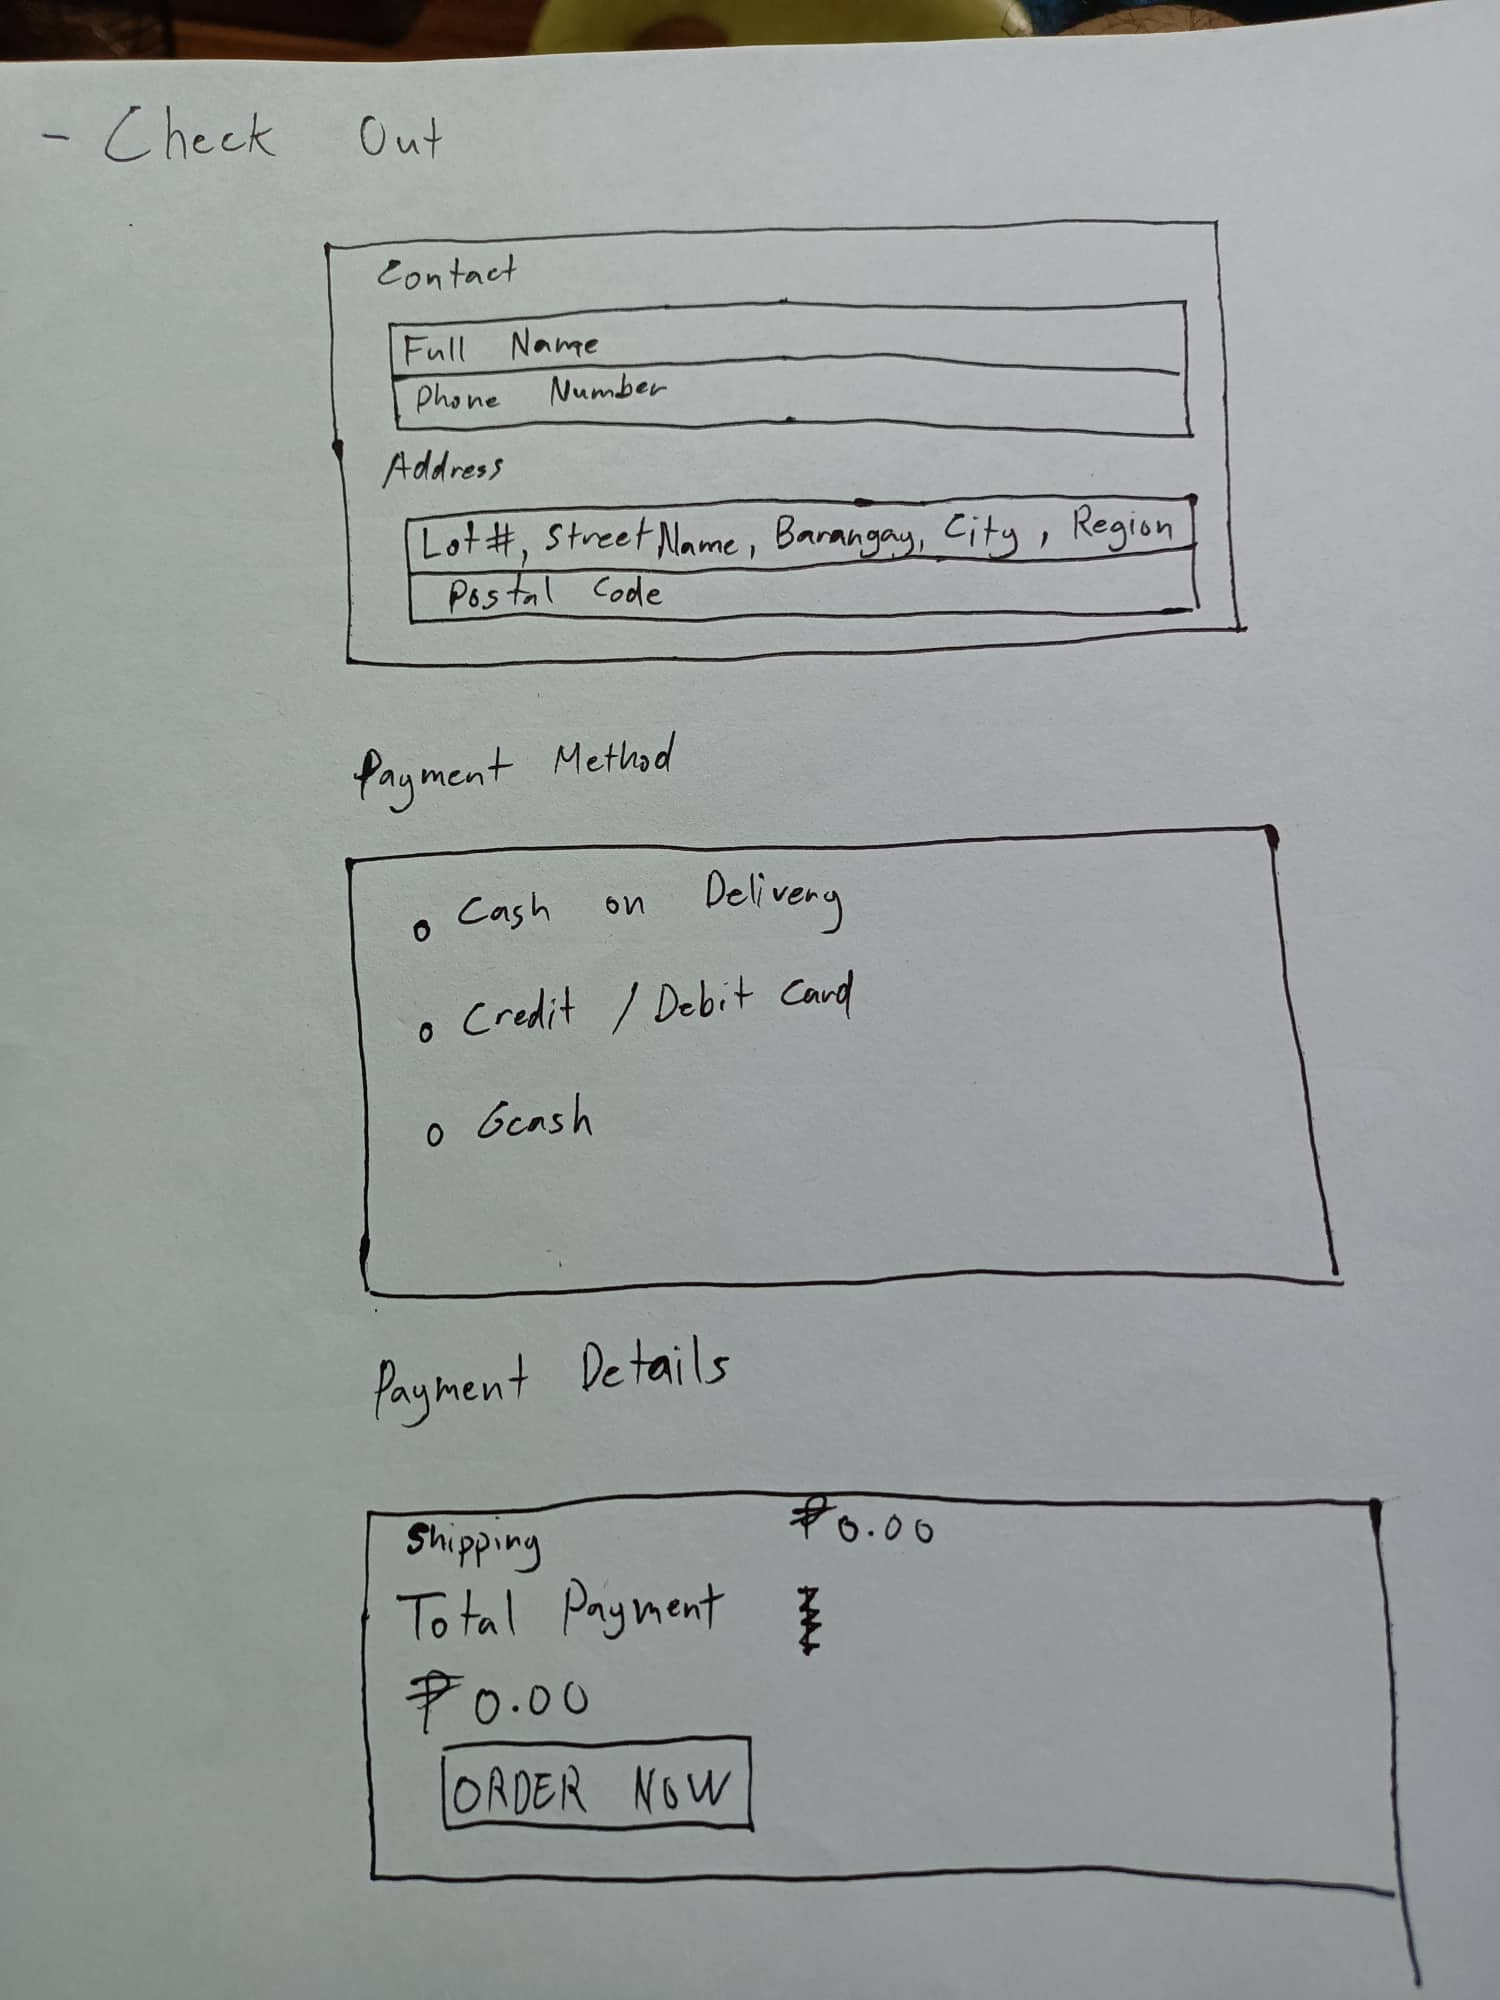 - Check Out
Contact
Full Name
Phone Number
Address
Lot#, Street Name, Barangay, City, Region
Postal Code
Payment Method
Cash on Delivery
Credit / Debit Card
Gcash
Payment Details
Shipping ₱0.00
Total Payment
₱0.00
ORDER NOW